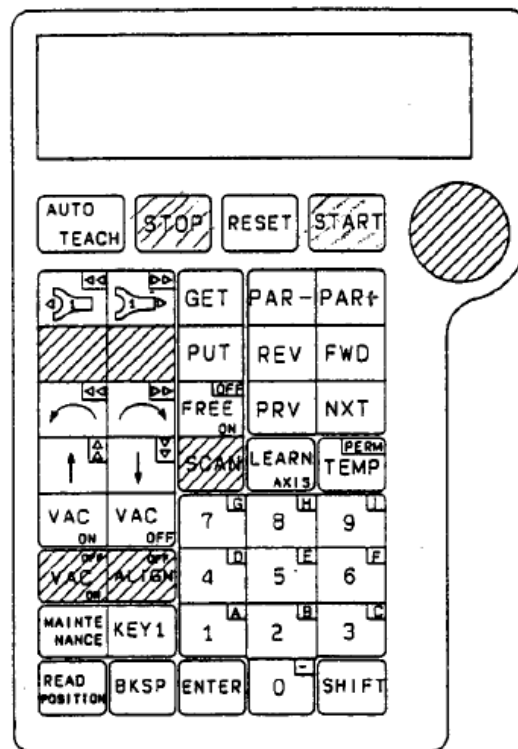 AUTO
TEACH
STOP
RESET
START
1
1
GET
PAR-
PAR+
PUT
REV
FWD
OFF
FREE
ON
PRV
NXT
SCAN
LEARN
AXIS
PERM
TEMP
VAC
ON
VAC
OFF
7 G
8 H
9 I
OFF
VAC
ON
OFF
ALIGN
4 D
5 E
6 F
MAINTE
NANCE
KEY1
1 A
2 B
3 C
READ
POSITION
BKSP
ENTER
0 -
SHIFT